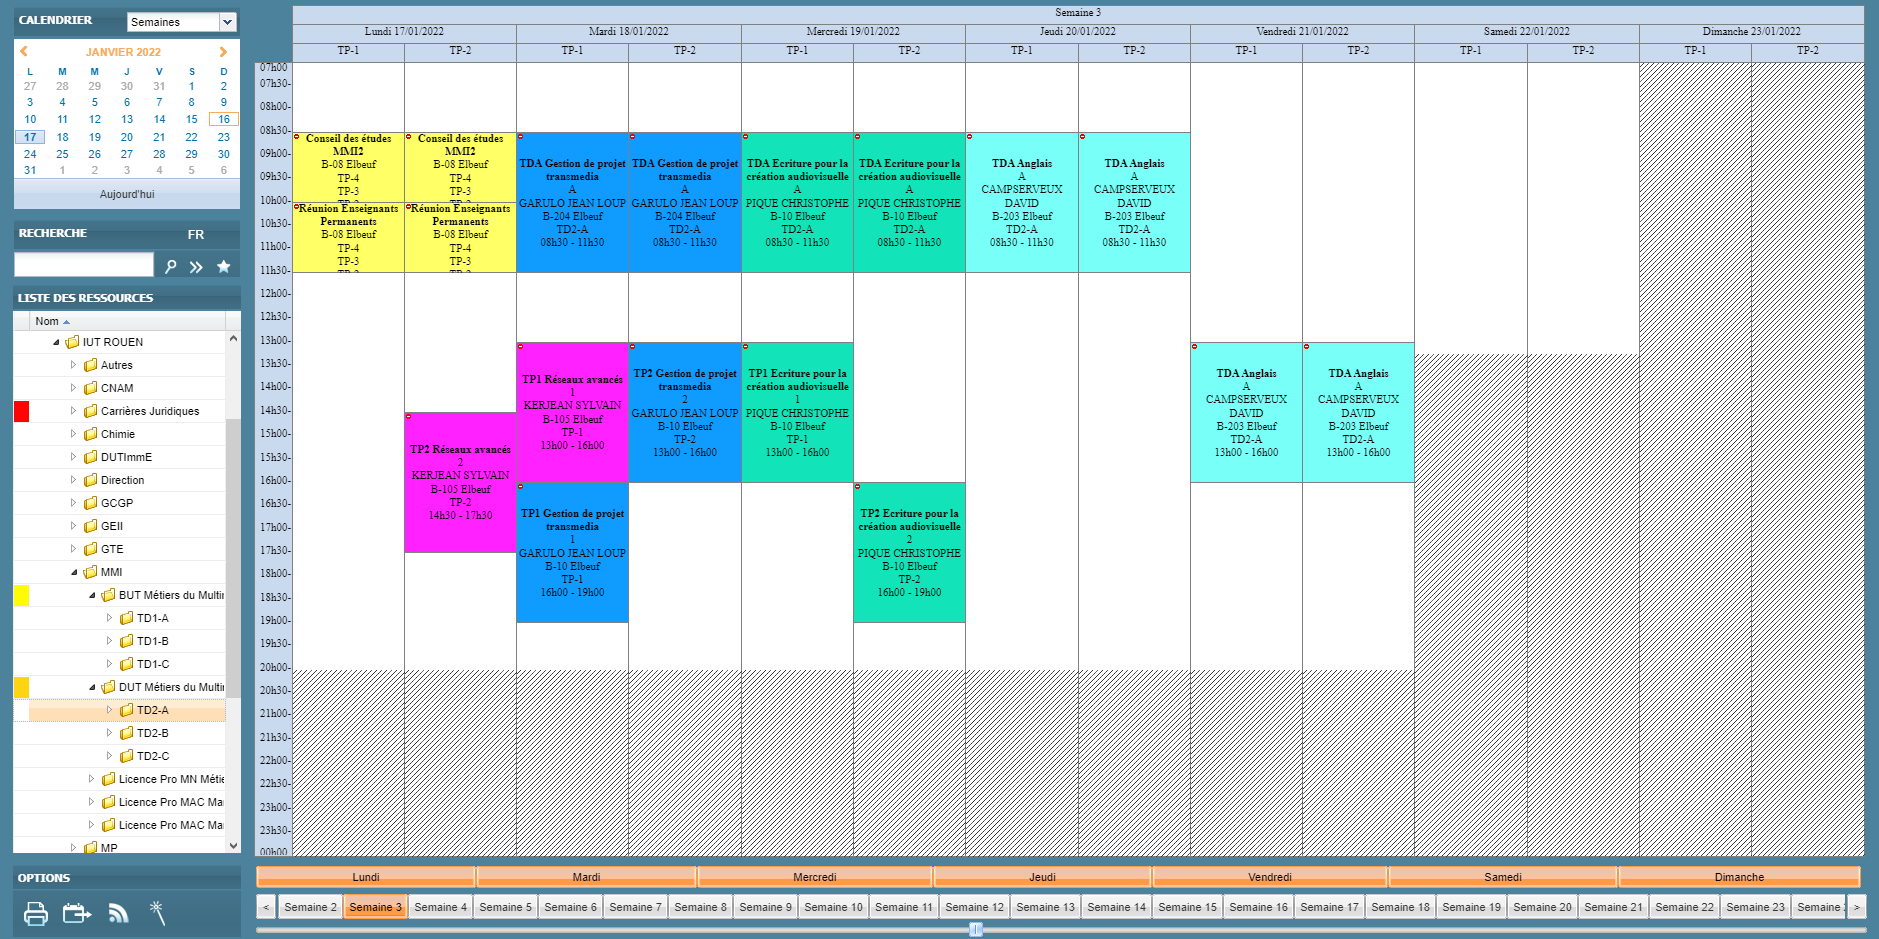 CALENDRIER
Semaines
JANVIER 2022
L M M J V S D
27 28 29 30 31 1 2
3 4 5 6 7 8 9
10 11 12 13 14 15 16
17 18 19 20 21 22 23
24 25 26 27 28 29 30
31 1 2 3 4 5 6
Aujourd'hui
RECHERCHE FR
LISTE DES RESSOURCES
Nom
IUT ROUEN
Autres
CNAM
Carrières Juridiques
Chimie
DUTImmE
Direction
GCGP
GEII
GTE
MMI
BUT Métiers du Multin
TD1-A
TD1-B
TD1-C
DUT Métiers du Multin
TD2-A
TD2-B
TD2-C
Licence Pro MN Métie
Licence Pro MAC Mai
Licence Pro MAC Mai
MP
OPTIONS
Semaine 3
Lundi 17/01/2022 Mardi 18/01/2022 Mercredi 19/01/2022 Jeudi 20/01/2022 Vendredi 21/01/2022 Samedi 22/01/2022 Dimanche 23/01/2022
TP-1 TP-2 TP-1 TP-2 TP-1 TP-2 TP-1 TP-2 TP-1 TP-2 TP-1 TP-2 TP-1 TP-2
07h00
07h30-
08h00-
08h30-
09h00-
09h30-
10h00-
10h30-
11h00-
11h30-
12h00-
12h30-
13h00-
13h30-
14h00-
14h30-
15h00-
15h30-
16h00-
16h30-
17h00-
17h30-
18h00-
18h30-
19h00-
19h30-
20h00-
20h30-
21h00-
21h30-
22h00-
22h30-
23h00-
23h30-
00h00
Conseil des études
MMI2
B-08 Elbeuf
TP-4
TP-3
TP-2
Réunion Enseignants
Permanents
B-08 Elbeuf
TP-4
TP-3
TP-2
Conseil des études
MMI2
B-08 Elbeuf
TP-4
TP-3
TP-2
Réunion Enseignants
Permanents
B-08 Elbeuf
TP-4
TP-3
TP-2
TP2 Réseaux avancés
2
KERJEAN SYLVAIN
B-105 Elbeuf
TP-2
14h30 - 17h30
TDA Gestion de projet
transmedia
A
GARULO JEAN LOUP
B-204 Elbeuf
TD2-A
08h30 - 11h30
TP1 Réseaux avancés
1
KERJEAN SYLVAIN
B-105 Elbeuf
TP-1
13h00 - 16h00
TP1 Gestion de projet
transmedia
1
GARULO JEAN LOUP
B-10 Elbeuf
TP-1
16h00 - 19h00
TDA Gestion de projet
transmedia
A
GARULO JEAN LOUP
B-204 Elbeuf
TD2-A
08h30 - 11h30
TP2 Gestion de projet
transmedia
2
GARULO JEAN LOUP
B-10 Elbeuf
TP-2
13h00 - 16h00
TDA Ecriture pour la
création audiovisuelle
A
PIQUE CHRISTOPHE
B-10 Elbeuf
TD2-A
08h30 - 11h30
TP1 Ecriture pour la
création audiovisuelle
1
PIQUE CHRISTOPHE
B-10 Elbeuf
TP-1
13h00 - 16h00
TDA Ecriture pour la
création audiovisuelle
A
PIQUE CHRISTOPHE
B-10 Elbeuf
TD2-A
08h30 - 11h30
TP2 Ecriture pour la
création audiovisuelle
2
PIQUE CHRISTOPHE
B-10 Elbeuf
TP-2
16h00 - 19h00
TDA Anglais
A
CAMPSERVEUX
DAVID
B-203 Elbeuf
TD2-A
08h30 - 11h30
TDA Anglais
A
CAMPSERVEUX
DAVID
B-203 Elbeuf
TD2-A
08h30 - 11h30
TDA Anglais
A
CAMPSERVEUX
DAVID
B-203 Elbeuf
TD2-A
13h00 - 16h00
TDA Anglais
A
CAMPSERVEUX
DAVID
B-203 Elbeuf
TD2-A
13h00 - 16h00
Lundi Mardi Mercredi Jeudi Vendredi Samedi Dimanche
< Semaine 2 Semaine 3 Semaine 4 Semaine 5 Semaine 6 Semaine 7 Semaine 8 Semaine 9 Semaine 10 Semaine 11 Semaine 12 Semaine 13 Semaine 14 Semaine 15 Semaine 16 Semaine 17 Semaine 18 Semaine 19 Semaine 20 Semaine 21 Semaine 22 Semaine 23 Semaine >